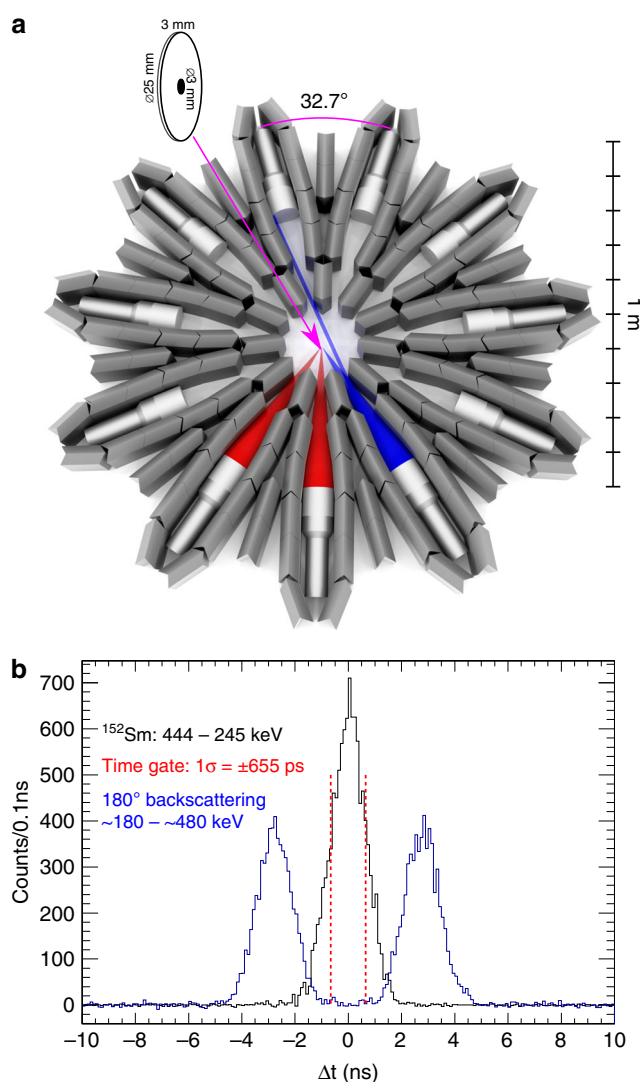 a
3 mm
Ø25 mm
Ø3 mm
32.7°
1 m
b
700
600
500
400
300
200
100
0
Counts/0.1ns
¹⁵²Sm: 444 – 245 keV
Time gate: 1σ = ±655 ps
180° backscattering
~180 – ~480 keV
−10 −8 −6 −4 −2 0 2 4 6 8 10
Δt (ns)